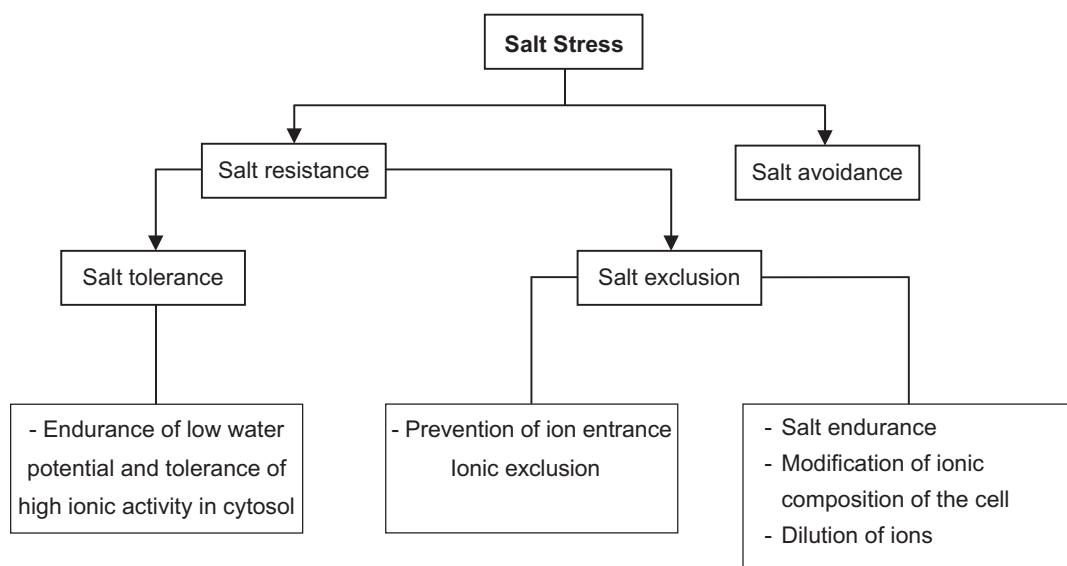 Salt Stress
Salt resistance
Salt avoidance
Salt tolerance
Salt exclusion
- Endurance of low water
potential and tolerance of
high ionic activity in cytosol
- Prevention of ion entrance
Ionic exclusion
- Salt endurance
- Modification of ionic
composition of the cell
- Dilution of ions